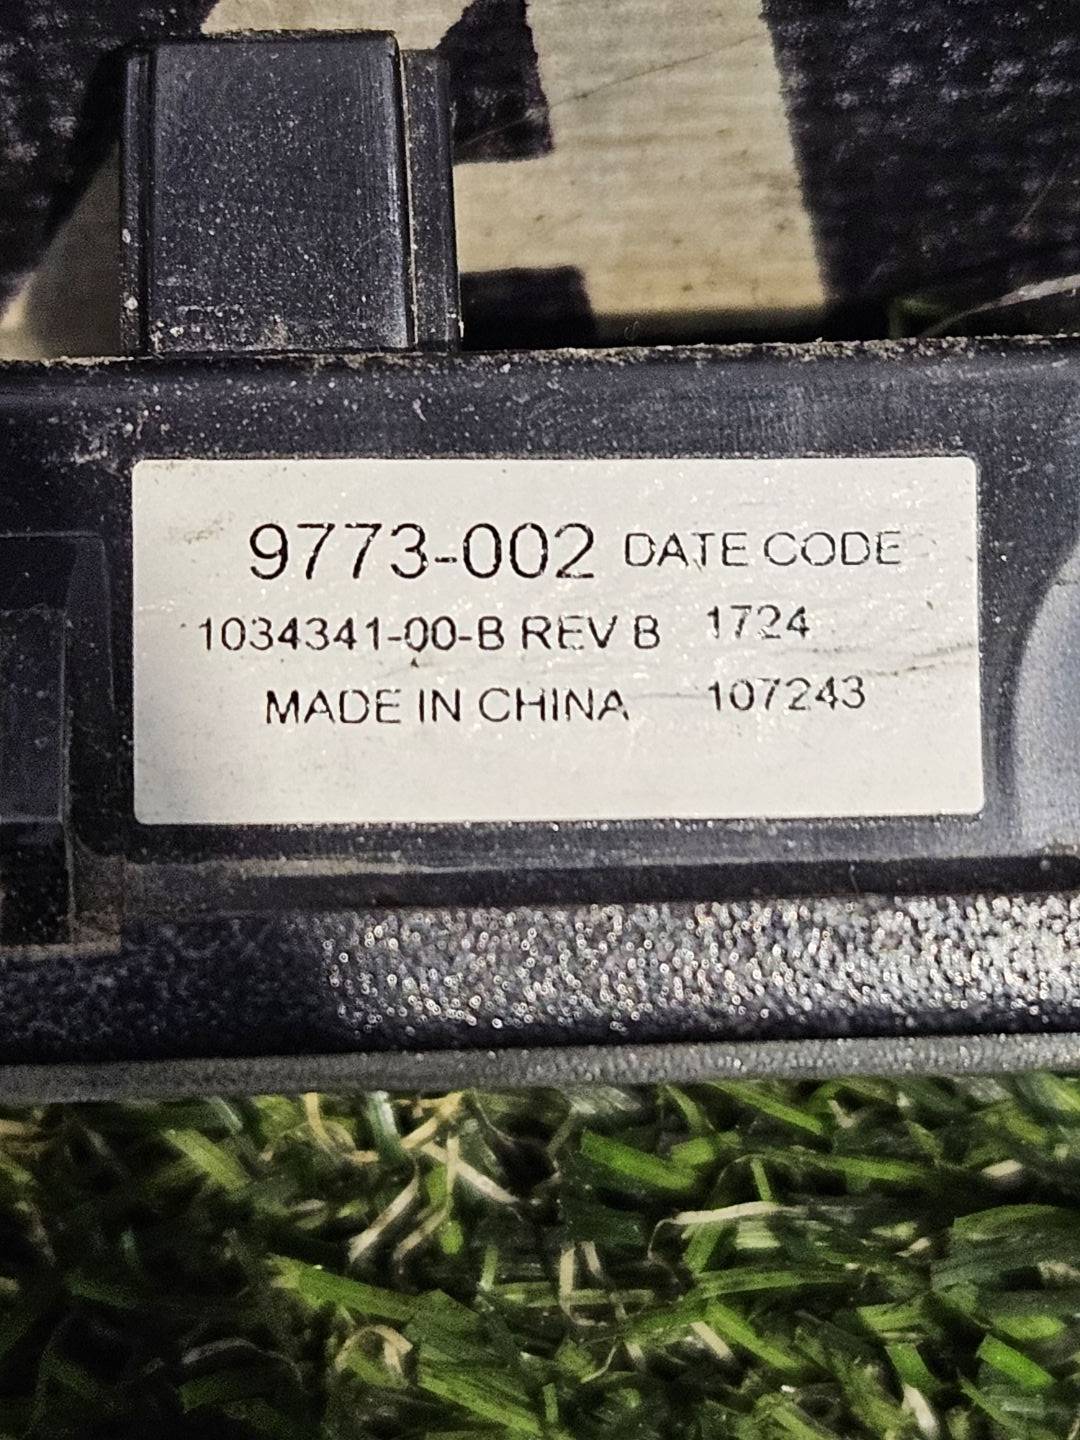 9773-002 DATE CODE
1034341-00-B REV B 1724
MADE IN CHINA 107243